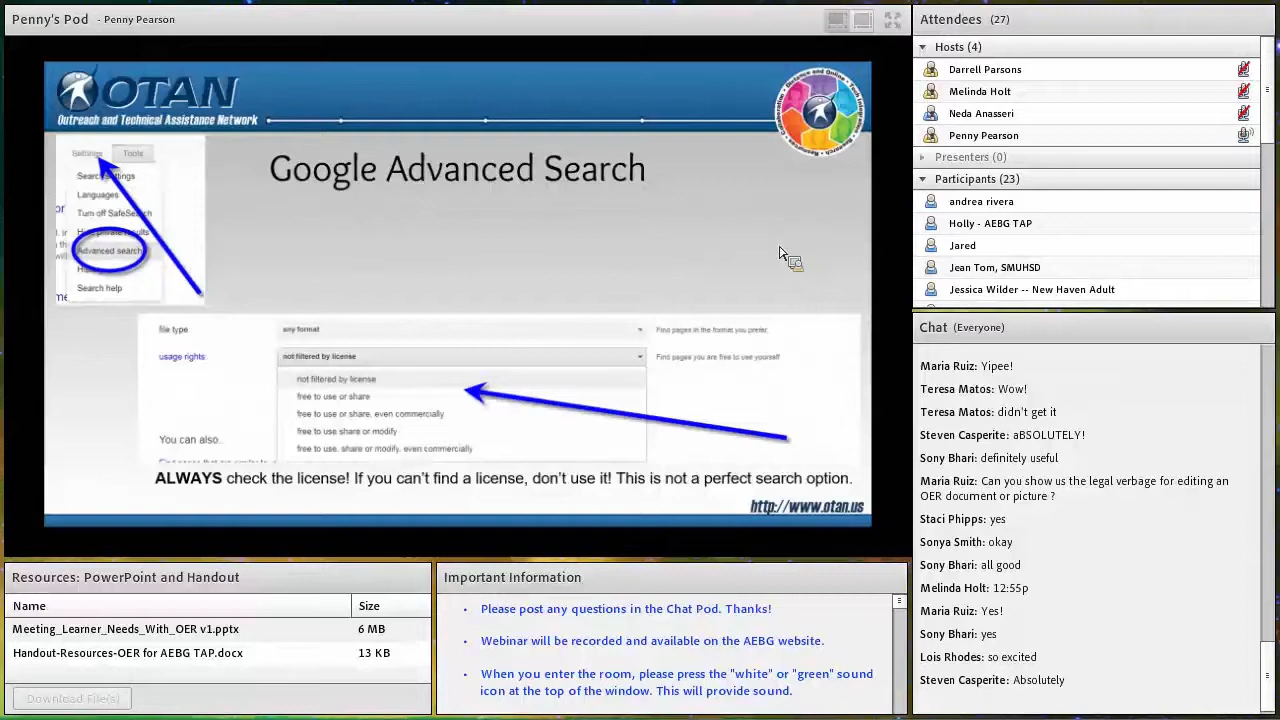 Penny's Pod - Penny Pearson
OTAN
Outreach and Technical Assistance Network
Settings Tools
Search settings
Languages
Turn off SafeSearch
Hide private results
Advanced search
Search help
Google Advanced Search
file type any format Find pages in the format you prefer.
usage rights not filtered by license Find pages you are free to use yourself
not filtered by license
free to use or share
free to use or share, even commercially
free to use share or modify
free to use, share or modify, even commercially
You can also..
ALWAYS check the license! If you can't find a license, don't use it! This is not a perfect search option.
http://www.otan.us
Resources: PowerPoint and Handout
Name Size
Meeting_Learner_Needs_With_OER v1.pptx 6 MB
Handout-Resources-OER for AEBG TAP.docx 13 KB
Download File(s)
Important Information
• Please post any questions in the Chat Pod. Thanks!
• Webinar will be recorded and available on the AEBG website.
• When you enter the room, please press the "white" or "green" sound
icon at the top of the window. This will provide sound.
Attendees (27)
Hosts (4)
Darrell Parsons
Melinda Holt
Neda Anasseri
Penny Pearson
Presenters (0)
Participants (23)
andrea rivera
Holly - AEBG TAP
Jared
Jean Tom, SMUHSD
Jessica Wilder -- New Haven Adult
Chat (Everyone)
Maria Ruiz: Yipee!
Teresa Matos: Wow!
Teresa Matos: didn't get it
Steven Casperite: aBSOLUTELY!
Sony Bhari: definitely useful
Maria Ruiz: Can you show us the legal verbage for editing an
OER document or picture ?
Staci Phipps: yes
Sonya Smith: okay
Sony Bhari: all good
Melinda Holt: 12:55p
Maria Ruiz: Yes!
Sony Bhari: yes
Lois Rhodes: so excited
Steven Casperite: Absolutely